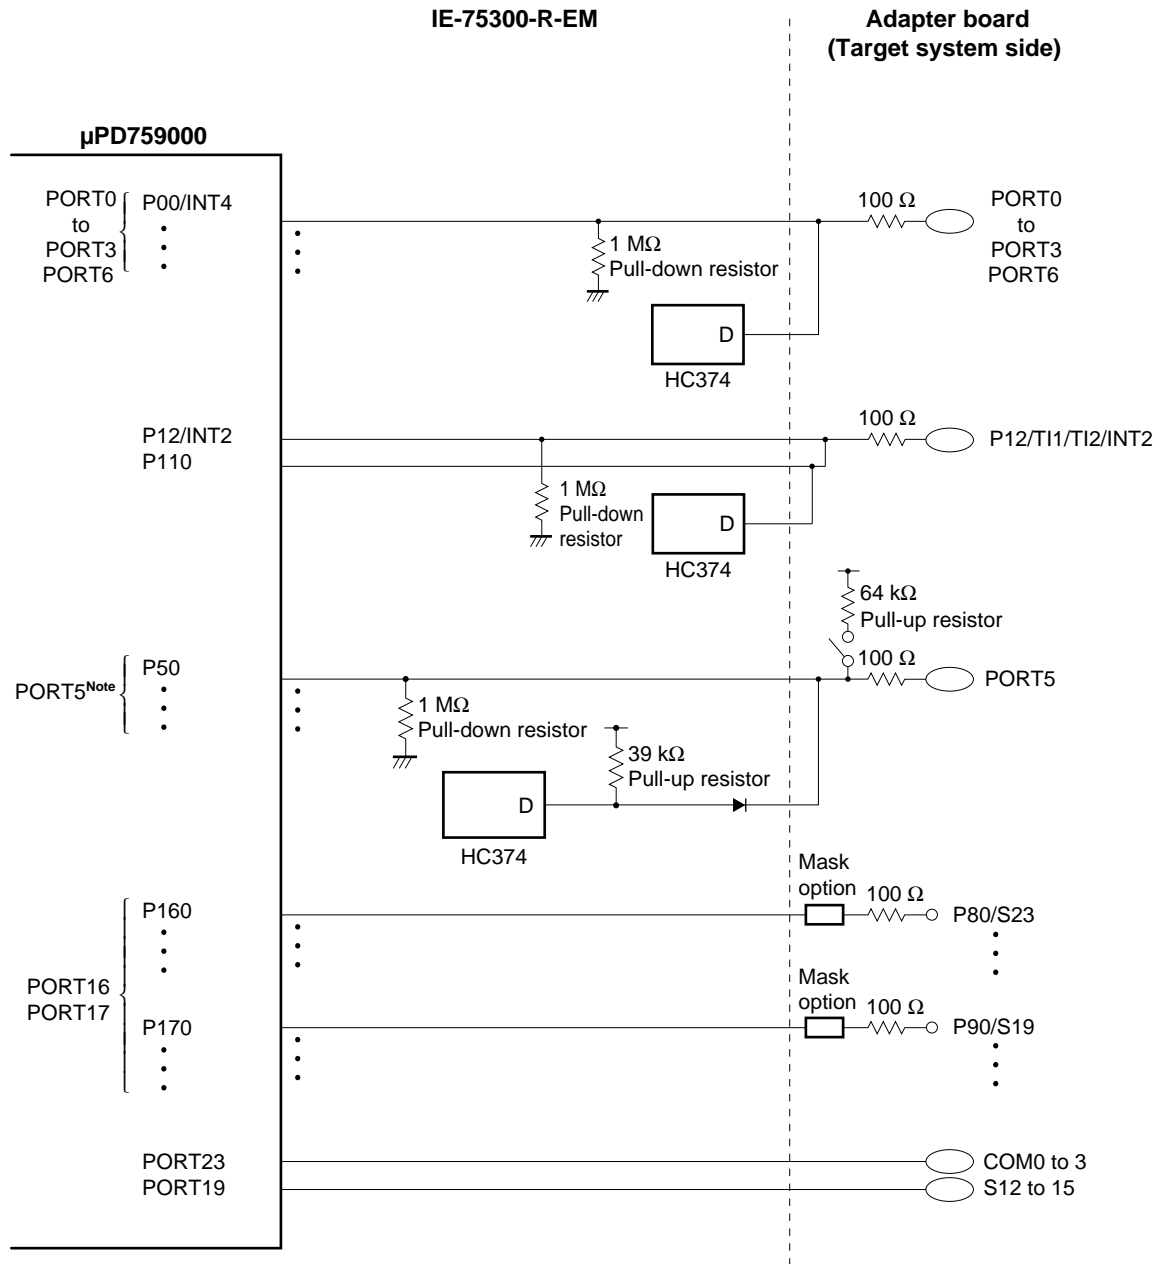 IE-75300-R-EM
Adapter board
(Target system side)
µPD759000
PORT0
to
PORT3
PORT6
P00/INT4
1 MΩ
Pull-down resistor
D
HC374
100 Ω
PORT0
to
PORT3
PORT6
P12/INT2
P110
1 MΩ
Pull-down
resistor
D
HC374
100 Ω
P12/TI1/TI2/INT2
64 kΩ
Pull-up resistor
100 Ω
PORT5
PORT5Note
P50
1 MΩ
Pull-down resistor
39 kΩ
Pull-up resistor
D
HC374
PORT16
PORT17
P160
Mask
option
100 Ω
P80/S23
P170
Mask
option
100 Ω
P90/S19
PORT23
COM0 to 3
PORT19
S12 to 15